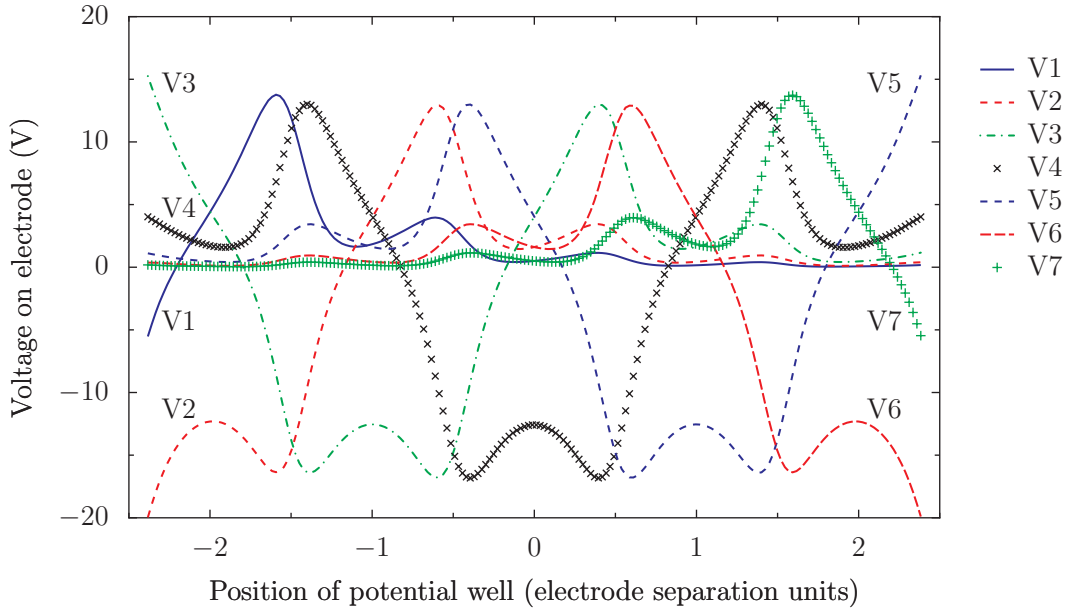 20
10
0
−10
−20
Voltage on electrode (V)
V3
V4
V1
V2
V5
V7
V6
V1
V2
V3
V4
V5
V6
V7
−2 −1 0 1 2
Position of potential well (electrode separation units)